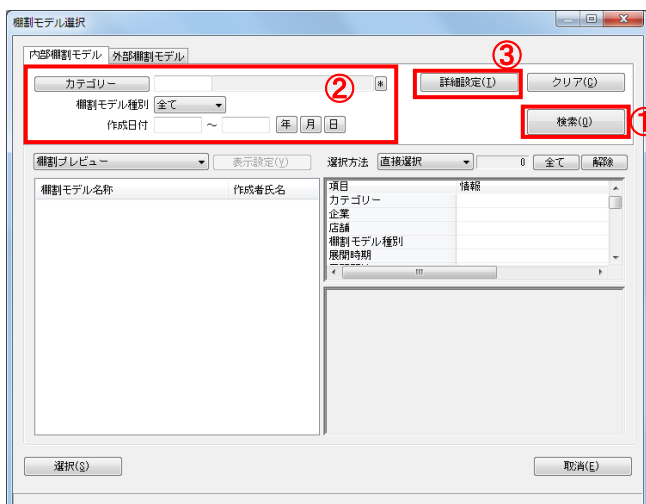 棚割モデル選択
内部棚割モデル 外部棚割モデル
③
カテゴリー ② * 詳細設定(I) クリア(C)
棚割モデル種別 全て
作成日付 ～ 年 月 日 検索(Q) ①
棚割プレビュー 表示設定(V) 選択方法 直接選択 0 全て 解除
棚割モデル名称 作成者氏名 項目 情報
カテゴリー
企業
店舗
棚割モデル種別
展開時期
選択(S) 取消(E)